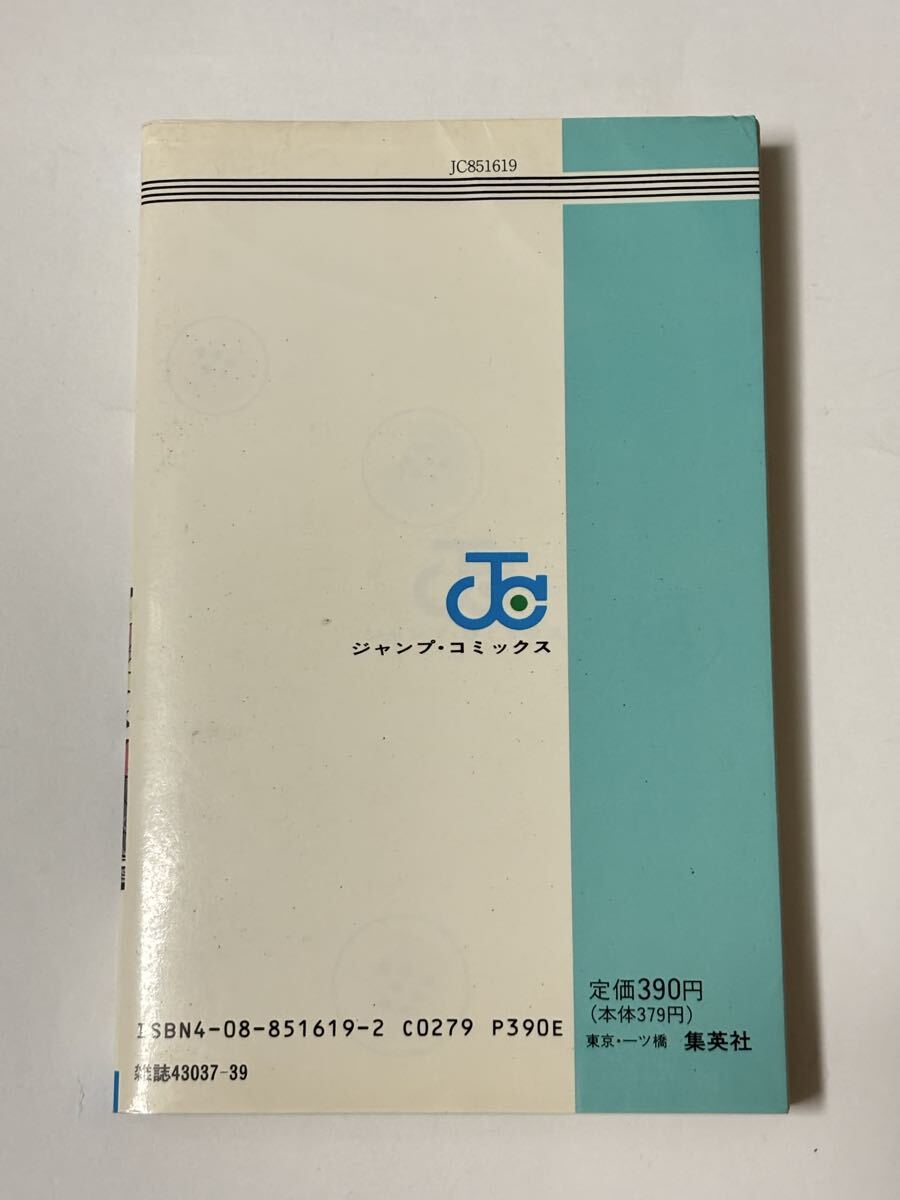 JC851619
JC
ジャンプ・コミックス
定価390円
(本体379円)
東京・一ツ橋 集英社
ISBN4-08-851619-2 C0279 P390E
雑誌43037-39